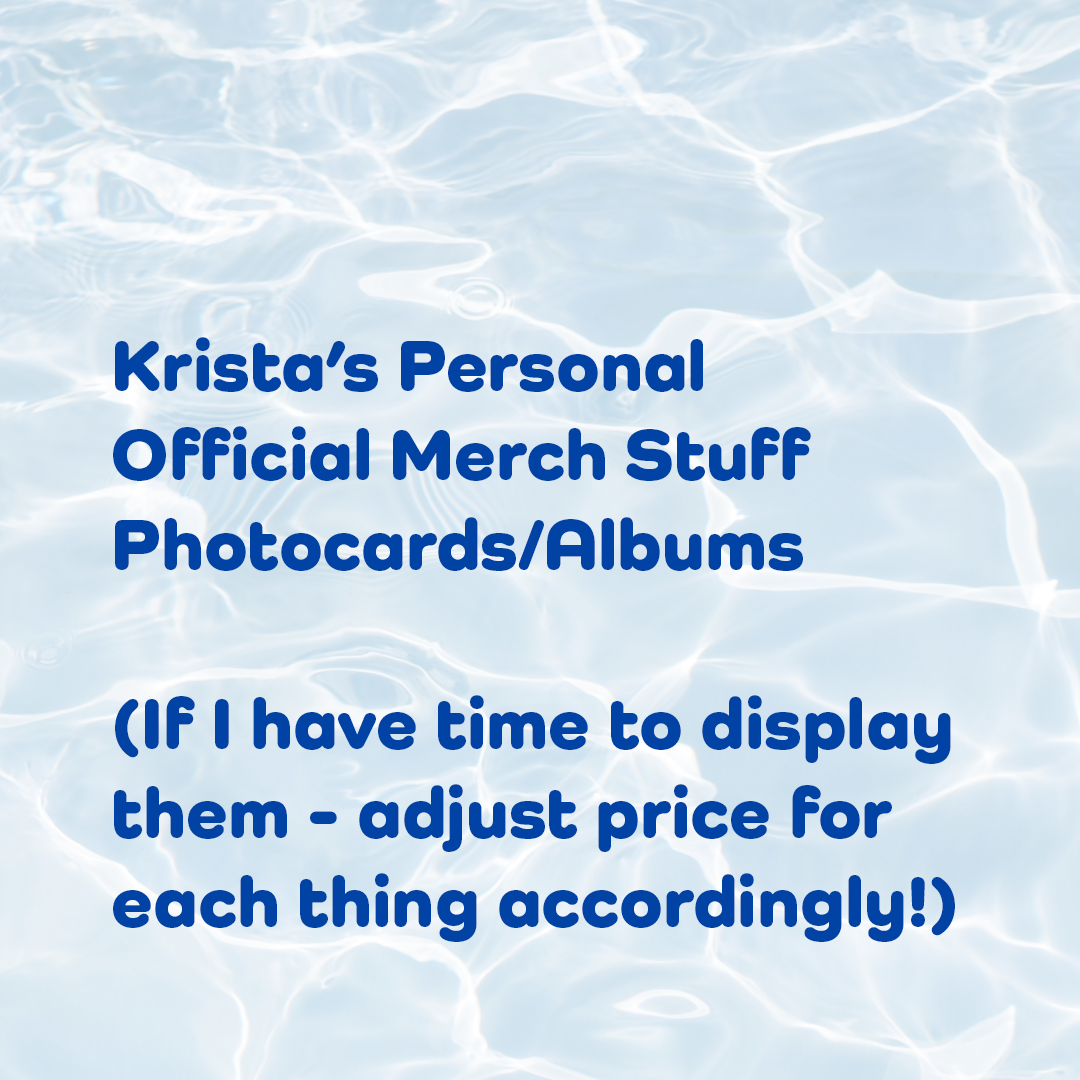 Krista’s Personal
Official Merch Stuff
Photocards/Albums
(If I have time to display
them - adjust price for
each thing accordingly!)